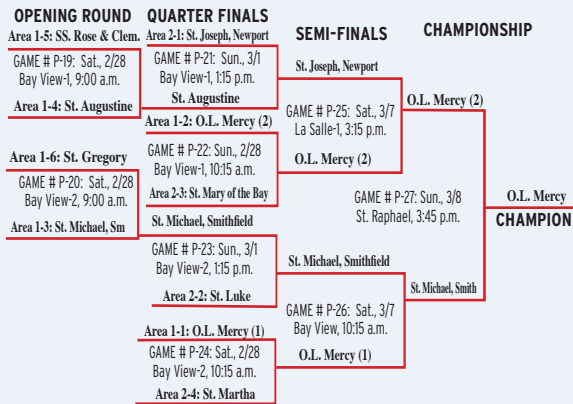 OPENING ROUND
Area 1-5: SS. Rose & Clem.
GAME # P-19: Sat., 2/28
Bay View-1, 9:00 a.m.
Area 1-4: St. Augustine
Area 1-6: St. Gregory
GAME # P-20: Sat., 2/28
Bay View-2, 9:00 a.m.
Area 1-3: St. Michael, Sm
QUARTER FINALS
Area 2-1: St. Joseph, Newport
GAME # P-21: Sun., 3/1
Bay View-1, 1:15 p.m.
St. Augustine
Area 1-2: O.L. Mercy (2)
GAME # P-22: Sun., 2/28
Bay View-1, 10:15 a.m.
Area 2-3: St. Mary of the Bay
St. Michael, Smithfield
GAME # P-23: Sun., 3/1
Bay View-2, 1:15 p.m.
Area 2-2: St. Luke
Area 1-1: O.L. Mercy (1)
GAME # P-24: Sat., 2/28
Bay View-2, 10:15 a.m.
Area 2-4: St. Martha
SEMI-FINALS
St. Joseph, Newport
GAME # P-25: Sat., 3/7
La Salle-1, 3:15 p.m.
O.L. Mercy (2)
St. Michael, Smithfield
GAME # P-26: Sat., 3/7
Bay View, 10:15 a.m.
O.L. Mercy (1)
CHAMPIONSHIP
O.L. Mercy (2)
GAME # P-27: Sun., 3/8
St. Raphael, 3:45 p.m.
St. Michael, Smith
O.L. Mercy
CHAMPION